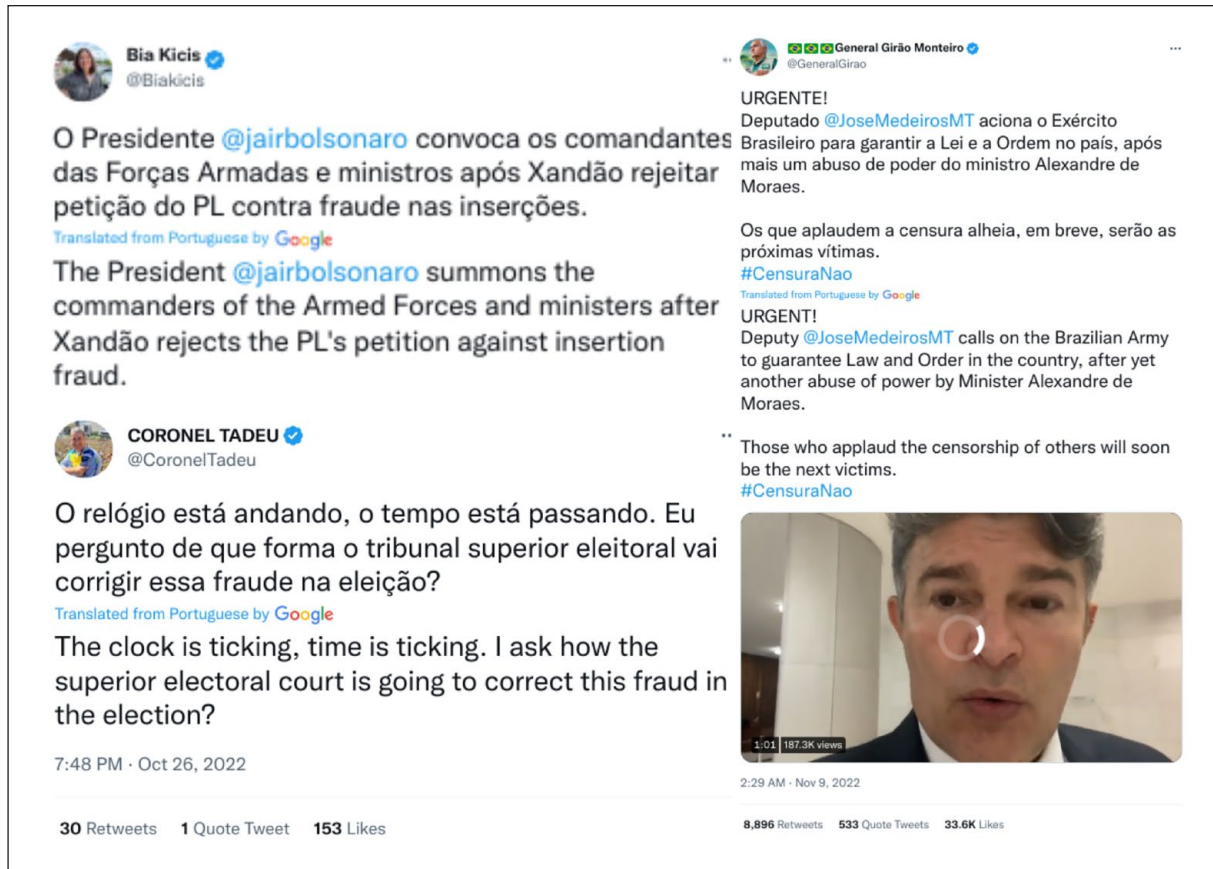 Bia Kicis
@Biakicis
O Presidente @jairbolsonaro convoca os comandantes
das Forças Armadas e ministros após Xandão rejeitar
petição do PL contra fraude nas inserções.
Translated from Portuguese by Google
The President @jairbolsonaro summons the
commanders of the Armed Forces and ministers after
Xandão rejects the PL's petition against insertion
fraud.
CORONEL TADEU
@CoronelTadeu
O relógio está andando, o tempo está passando. Eu
pergunto de que forma o tribunal superior eleitoral vai
corrigir essa fraude na eleição?
Translated from Portuguese by Google
The clock is ticking, time is ticking. I ask how the
superior electoral court is going to correct this fraud in
the election?
7:48 PM · Oct 26, 2022
30 Retweets 1 Quote Tweet 153 Likes
General Girão Monteiro
@GeneralGirao
URGENTE!
Deputado @JoseMedeirosMT aciona o Exército
Brasileiro para garantir a Lei e a Ordem no país, após
mais um abuso de poder do ministro Alexandre de
Moraes.
Os que aplaudem a censura alheia, em breve, serão as
próximas vítimas.
#CensuraNao
Translated from Portuguese by Google
URGENT!
Deputy @JoseMedeirosMT calls on the Brazilian Army
to guarantee Law and Order in the country, after yet
another abuse of power by Minister Alexandre de
Moraes.
Those who applaud the censorship of others will soon
be the next victims.
#CensuraNao
1:01 187.3K views
2:29 AM · Nov 9, 2022
8,896 Retweets 533 Quote Tweets 33.6K Likes